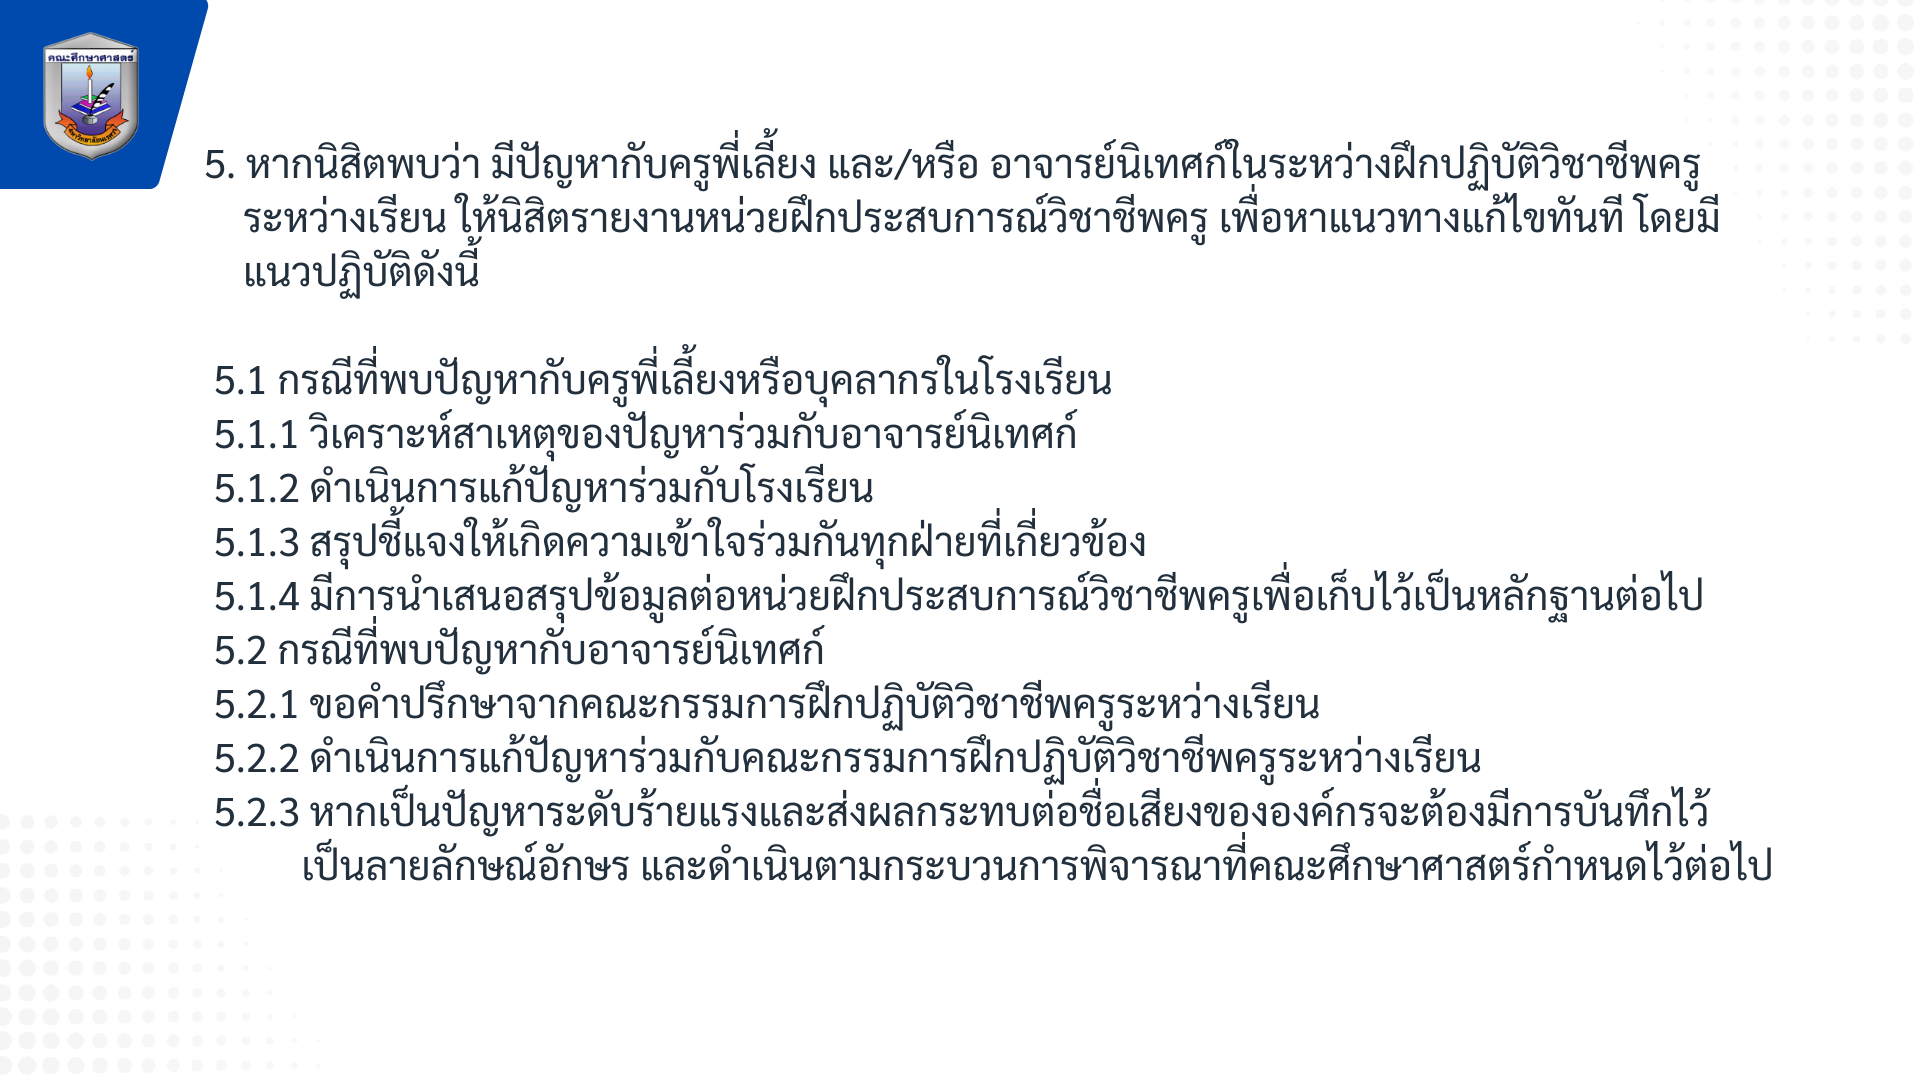 คณะศึกษาศาสตร์
5. หากนิสิตพบว่า มีปัญหากับครูพี่เลี้ยง และ/หรือ อาจารย์นิเทศก์ในระหว่างฝึกปฏิบัติวิชาชีพครู
ระหว่างเรียน ให้นิสิตรายงานหน่วยฝึกประสบการณ์วิชาชีพครู เพื่อหาแนวทางแก้ไขทันที โดยมี
แนวปฏิบัติดังนี้
5.1 กรณีที่พบปัญหากับครูพี่เลี้ยงหรือบุคลากรในโรงเรียน
5.1.1 วิเคราะห์สาเหตุของปัญหาร่วมกับอาจารย์นิเทศก์
5.1.2 ดำเนินการแก้ปัญหาร่วมกับโรงเรียน
5.1.3 สรุปชี้แจงให้เกิดความเข้าใจร่วมกันทุกฝ่ายที่เกี่ยวข้อง
5.1.4 มีการนำเสนอสรุปข้อมูลต่อหน่วยฝึกประสบการณ์วิชาชีพครูเพื่อเก็บไว้เป็นหลักฐานต่อไป
5.2 กรณีที่พบปัญหากับอาจารย์นิเทศก์
5.2.1 ขอคำปรึกษาจากคณะกรรมการฝึกปฏิบัติวิชาชีพครูระหว่างเรียน
5.2.2 ดำเนินการแก้ปัญหาร่วมกับคณะกรรมการฝึกปฏิบัติวิชาชีพครูระหว่างเรียน
5.2.3 หากเป็นปัญหาระดับร้ายแรงและส่งผลกระทบต่อชื่อเสียงขององค์กรจะต้องมีการบันทึกไว้
เป็นลายลักษณ์อักษร และดำเนินตามกระบวนการพิจารณาที่คณะศึกษาศาสตร์กำหนดไว้ต่อไป